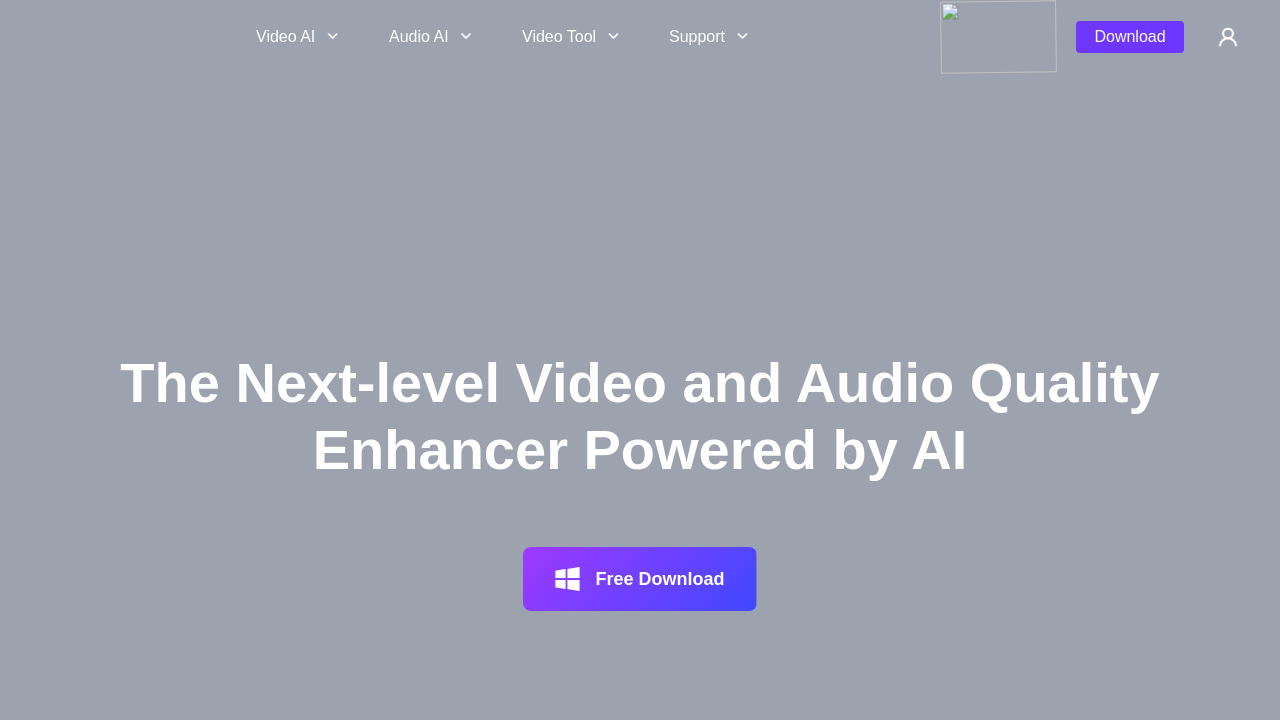 Video AI
Audio AI
Video Tool
Support
Download
The Next-level Video and Audio Quality
Enhancer Powered by AI
Free Download